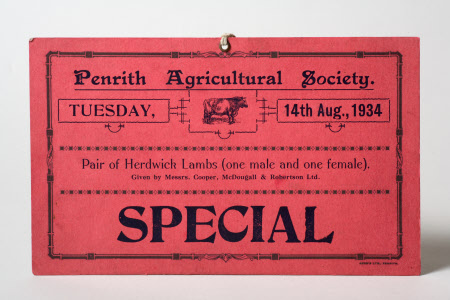 Penrith Agricultural Society.
TUESDAY, 14th Aug., 1934
Pair of Herdwick Lambs (one male and one female).
Given by Messrs. Cooper, McDougall & Robertson Ltd.
SPECIAL